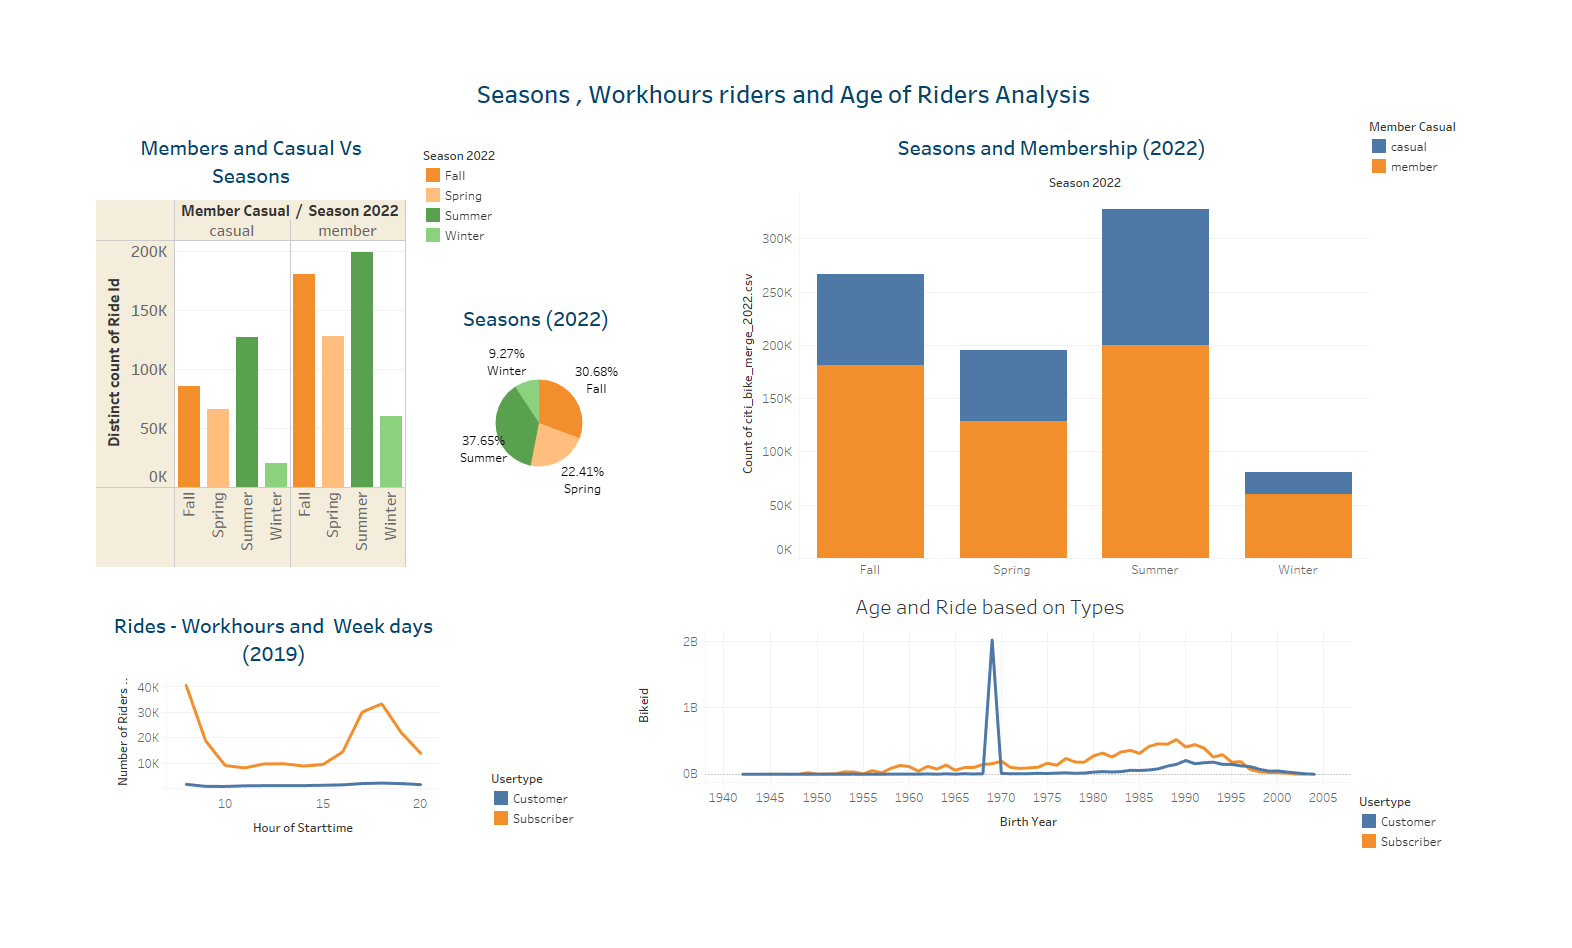 Seasons , Workhours riders and Age of Riders Analysis
Members and Casual Vs
Seasons
Member Casual / Season 2022
casual
member
Distinct count of Ride Id
200K
150K
100K
50K
0K
Fall
Spring
Summer
Winter
Fall
Spring
Summer
Winter
Season 2022
Fall
Spring
Summer
Winter
Seasons (2022)
9.27%
Winter
30.68%
Fall
37.65%
Summer
22.41%
Spring
Seasons and Membership (2022)
Member Casual
casual
member
Season 2022
Count of citi_bike_merge_2022.csv
300K
250K
200K
150K
100K
50K
0K
Fall
Spring
Summer
Winter
Rides - Workhours and  Week days
(2019)
Number of Riders ..
40K
30K
20K
10K
10
15
20
Hour of Starttime
Usertype
Customer
Subscriber
Age and Ride based on Types
Bikeid
2B
1B
0B
1940
1945
1950
1955
1960
1965
1970
1975
1980
1985
1990
1995
2000
2005
Birth Year
Usertype
Customer
Subscriber